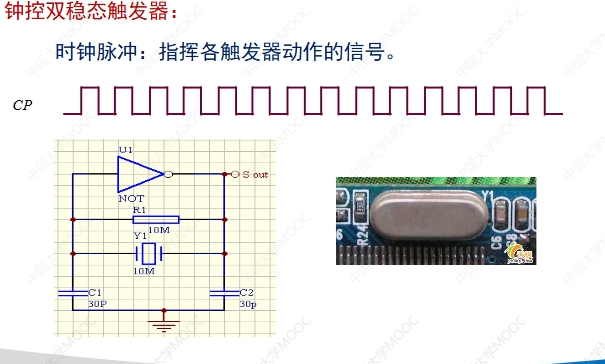 钟控双稳态触发器：
时钟脉冲：指挥各触发器动作的信号。
CP
U1
S out
NOT
R1
10M
Y1
10M
C1
30P
C2
30p
Y1
R24
C6
中国大学MOOC